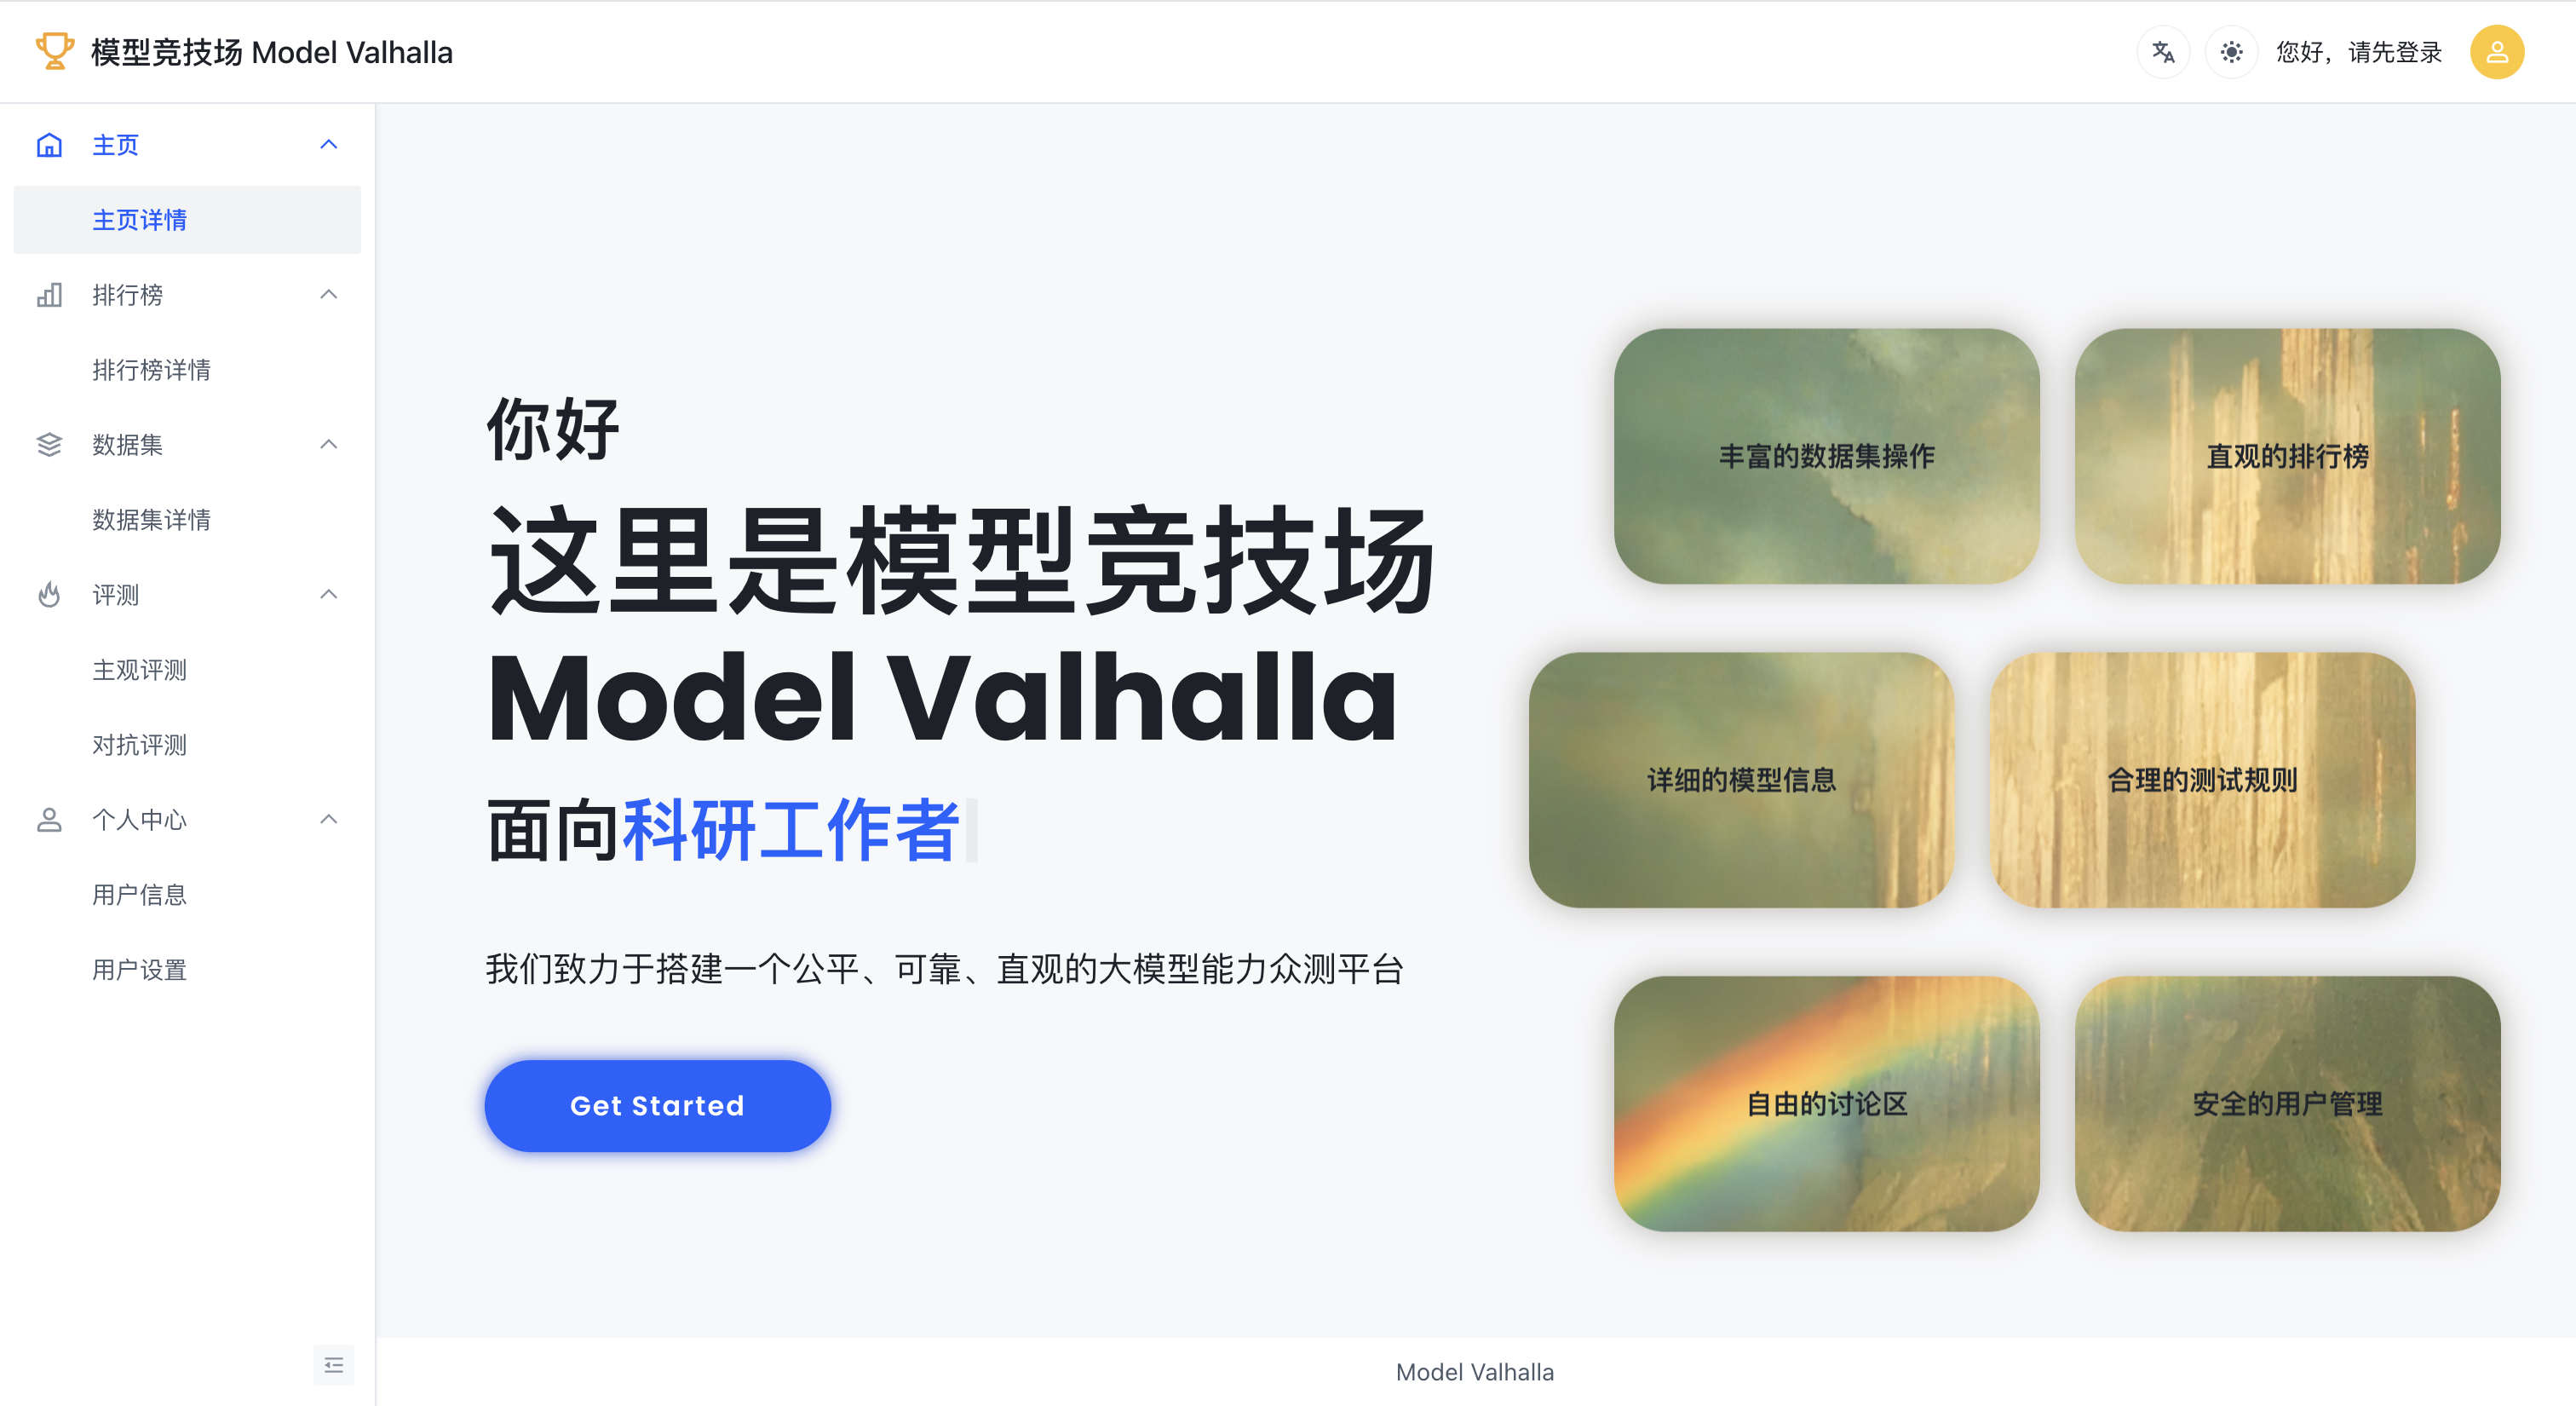 模型竞技场 Model Valhalla
您好，请先登录
主页
主页详情
排行榜
排行榜详情
数据集
数据集详情
评测
主观评测
对抗评测
个人中心
用户信息
用户设置
你好
这里是模型竞技场
Model Valhalla
面向科研工作者
我们致力于搭建一个公平、可靠、直观的大模型能力众测平台
Get Started
丰富的数据集操作
直观的排行榜
详细的模型信息
合理的测试规则
自由的讨论区
安全的用户管理
Model Valhalla